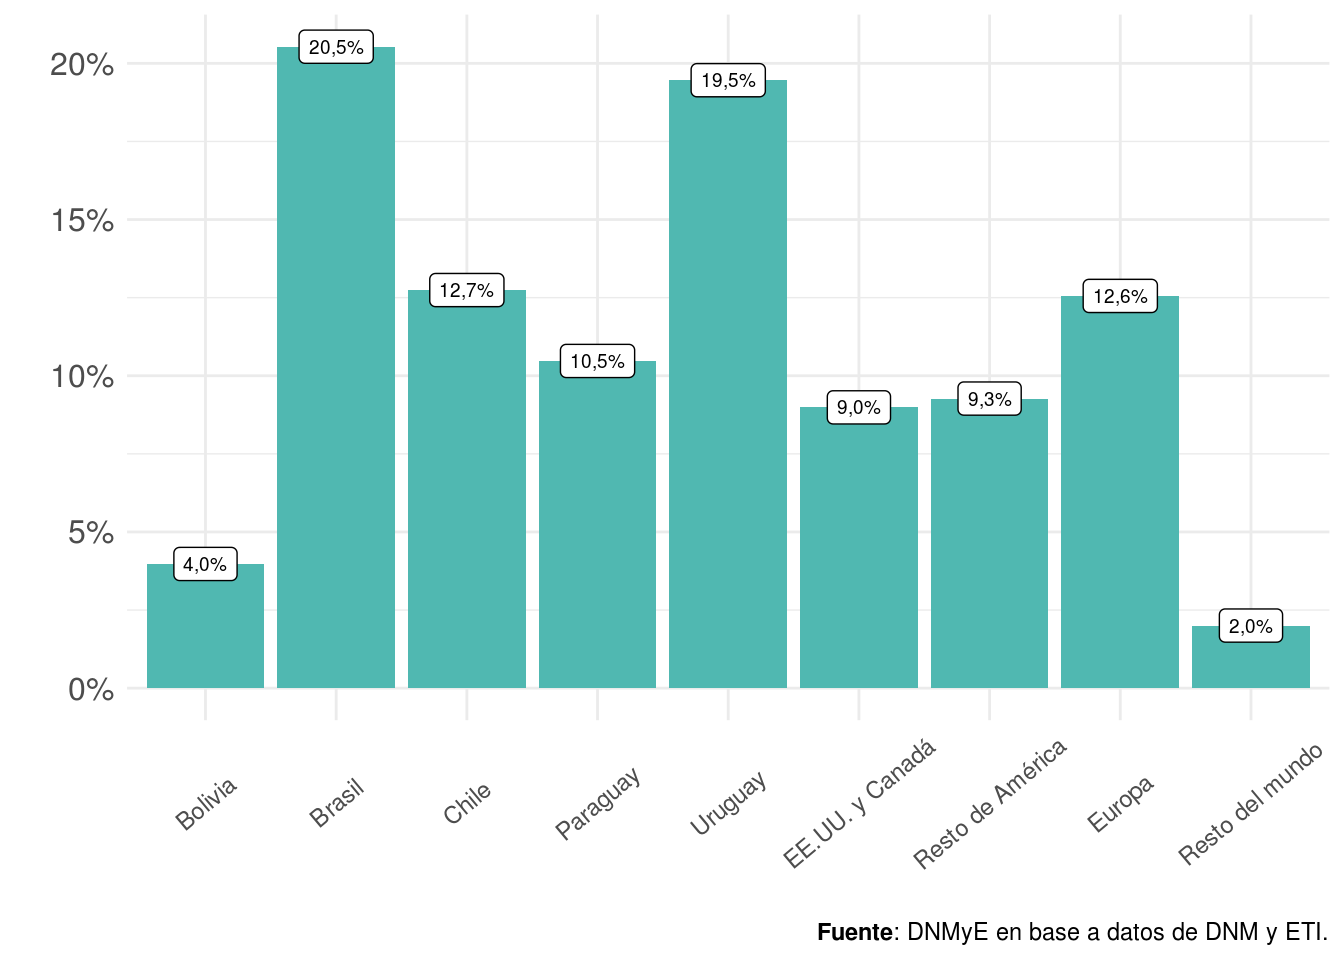 20%
15%
10%
5%
0%
4,0%
20,5%
12,7%
10,5%
19,5%
9,0%
9,3%
12,6%
2,0%
Bolivia
Brasil
Chile
Paraguay
Uruguay
EE.UU. y Canadá
Resto de América
Europa
Resto del mundo
Fuente: DNMyE en base a datos de DNM y ETI.